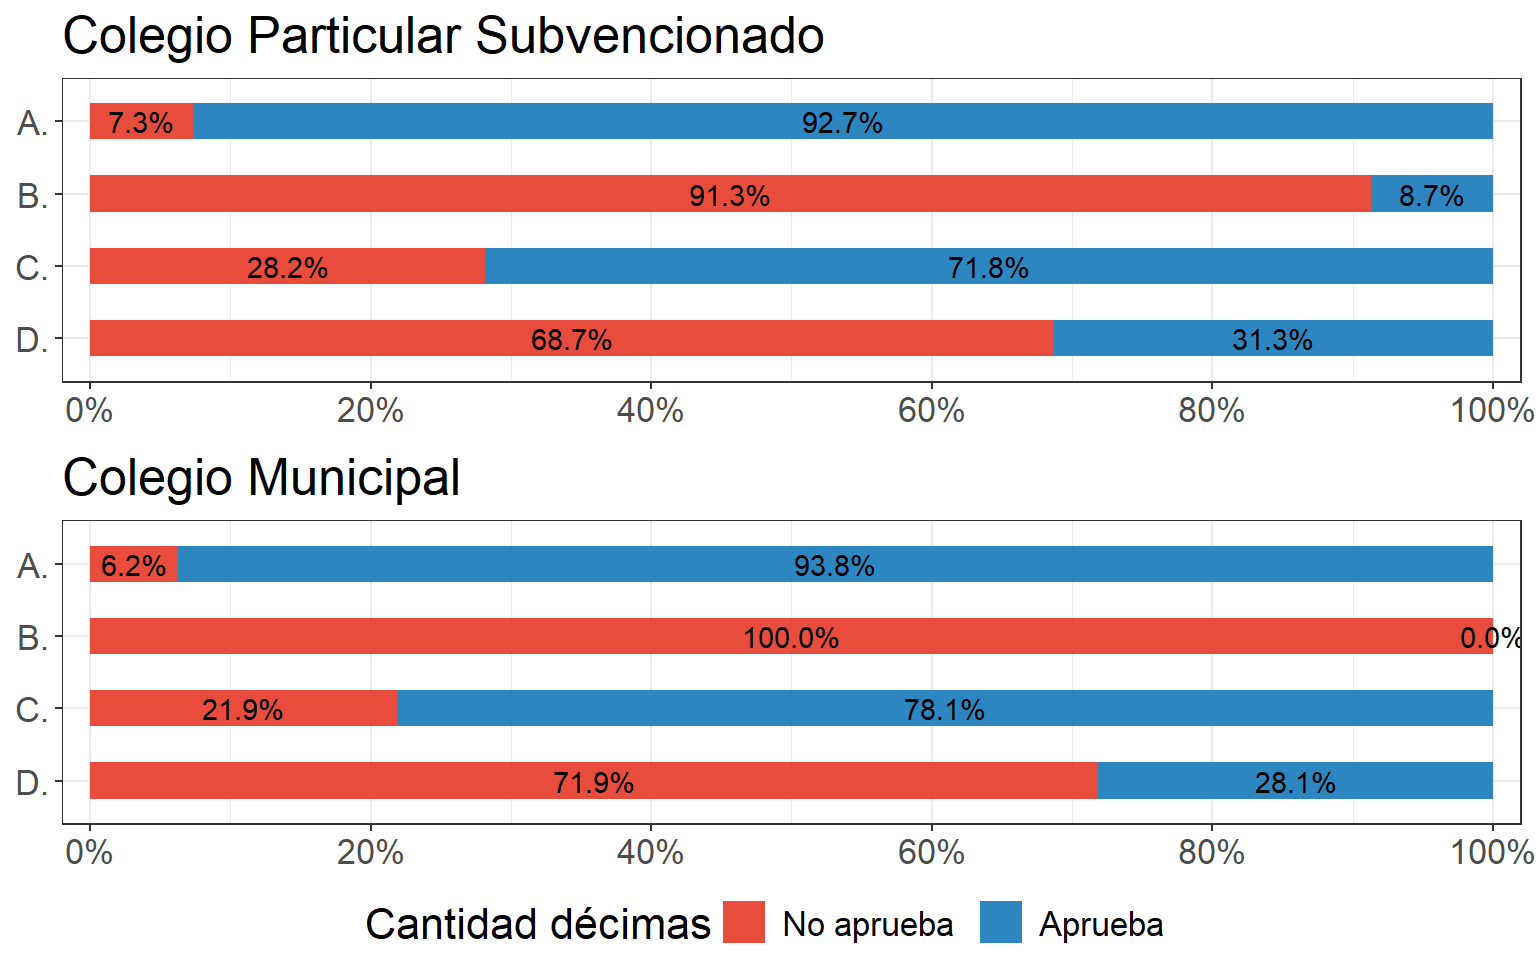 Colegio Particular Subvencionado
A. 7.3% 92.7%
B. 91.3% 8.7%
C. 28.2% 71.8%
D. 68.7% 31.3%
0% 20% 40% 60% 80% 100%
Colegio Municipal
A. 6.2% 93.8%
B. 100.0% 0.0%
C. 21.9% 78.1%
D. 71.9% 28.1%
0% 20% 40% 60% 80% 100%
Cantidad décimas No aprueba Aprueba